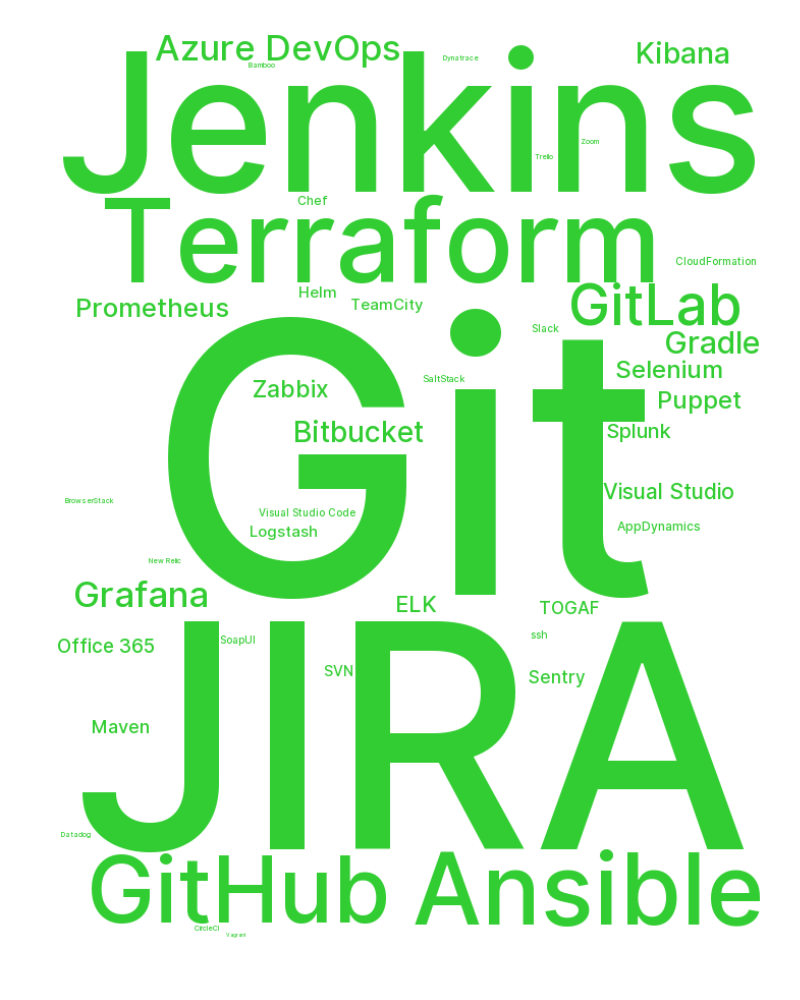 Azure DevOps
Bamboo
Dynatrace
Kibana
Jenkins
Zoom
Trello
Chef
Terraform
CloudFormation
Helm
TeamCity
Prometheus
GitLab
Slack
Gradle
Selenium
SaltStack
Zabbix
Puppet
Bitbucket
Splunk
Git
Visual Studio
BrowserStack
Visual Studio Code
AppDynamics
Logstash
New Relic
Grafana
ELK
TOGAF
ssh
SoapUI
Office 365
SVN
Sentry
Maven
JIRA
Datadog
GitHub Ansible
CircleCI
Vagrant